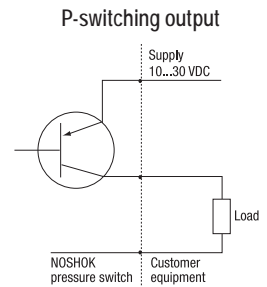 P-switching output
Supply
10...30 VDC
Load
NOSHOK Customer
pressure switch equipment